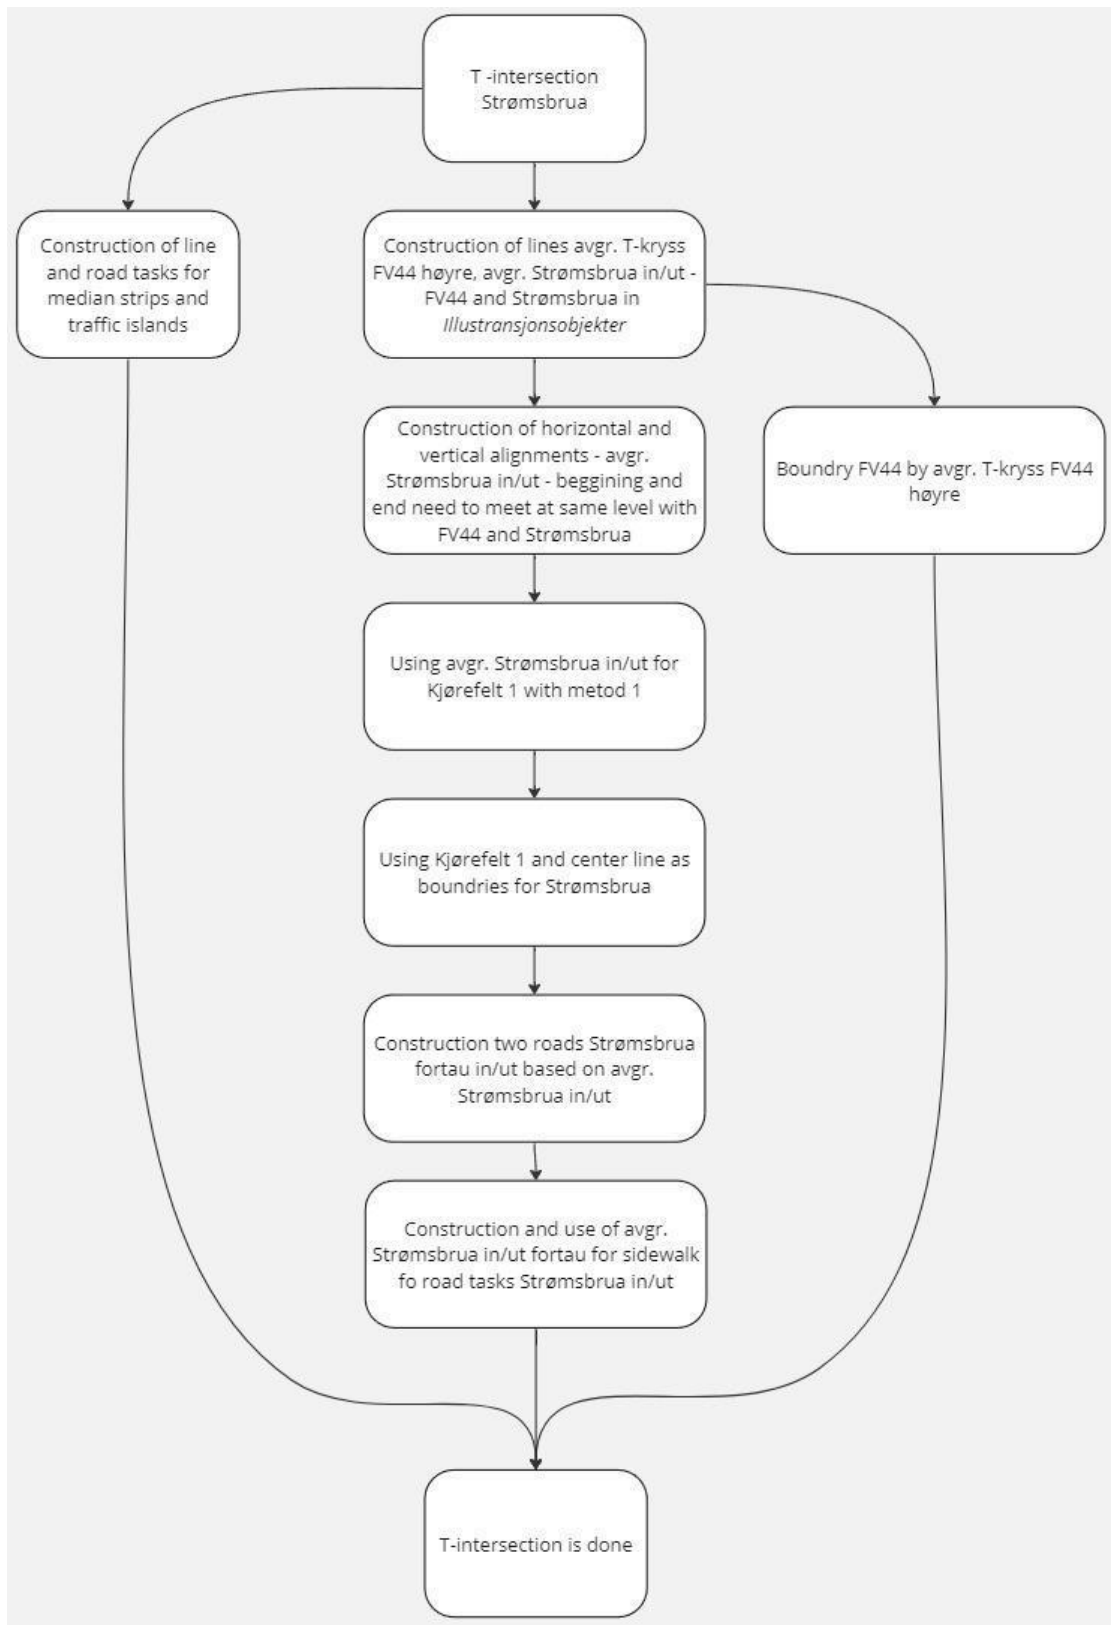 T -intersection
Strømsbrua
Construction of line
and road tasks for
median strips and
traffic islands
Construction of lines avgr. T-kryss
FV44 høyre, avgr. Strømsbrua in/ut -
FV44 and Strømsbrua in
Illustransjonsobjekter
Construction of horizontal and
vertical alignments - avgr.
Strømsbrua in/ut - beggining and
end need to meet at same level with
FV44 and Strømsbrua
Boundry FV44 by avgr. T-kryss FV44
høyre
Using avgr. Strømsbrua in/ut for
Kjørefelt 1 with metod 1
Using Kjørefelt 1 and center line as
boundries for Strømsbrua
Construction two roads Strømsbrua
fortau in/ut based on avgr.
Strømsbrua in/ut
Construction and use of avgr.
Strømsbrua in/ut fortau for sidewalk
fo road tasks Strømsbrua in/ut
T-intersection is done